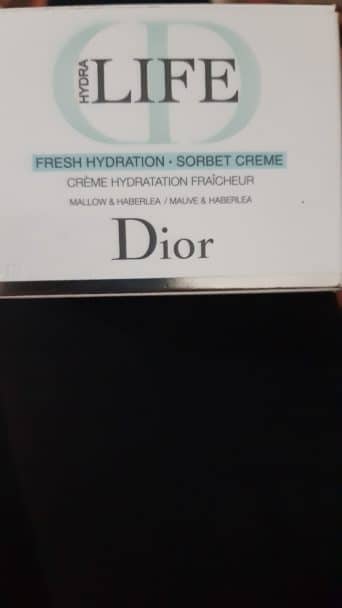 HYDRA
LIFE
FRESH HYDRATION • SORBET CREME
CRÈME HYDRATATION FRAÎCHEUR
MALLOW & HABERLEA / MAUVE & HABERLEA
Dior